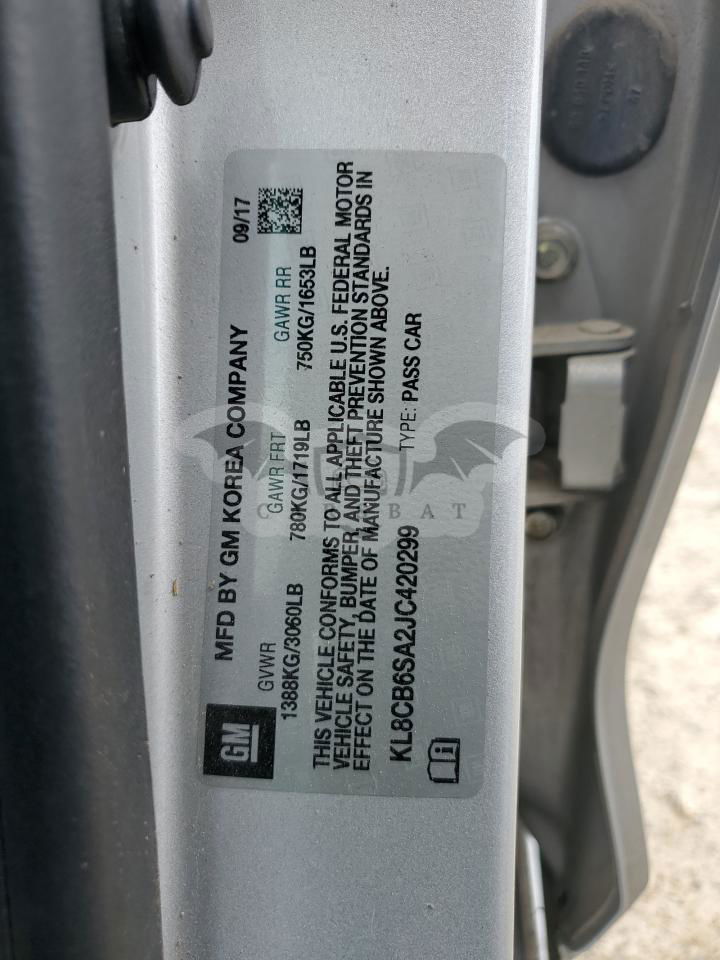 MFD BY GM KOREA COMPANY 09/17
GM
GVWR GAWR FRT GAWR RR
1388KG/3060LB 780KG/1719LB 750KG/1653LB
THIS VEHICLE CONFORMS TO ALL APPLICABLE U.S. FEDERAL MOTOR
VEHICLE SAFETY, BUMPER, AND THEFT PREVENTION STANDARDS IN
EFFECT ON THE DATE OF MANUFACTURE SHOWN ABOVE.
KL8CB6SA2JC420299 TYPE: PASS CAR